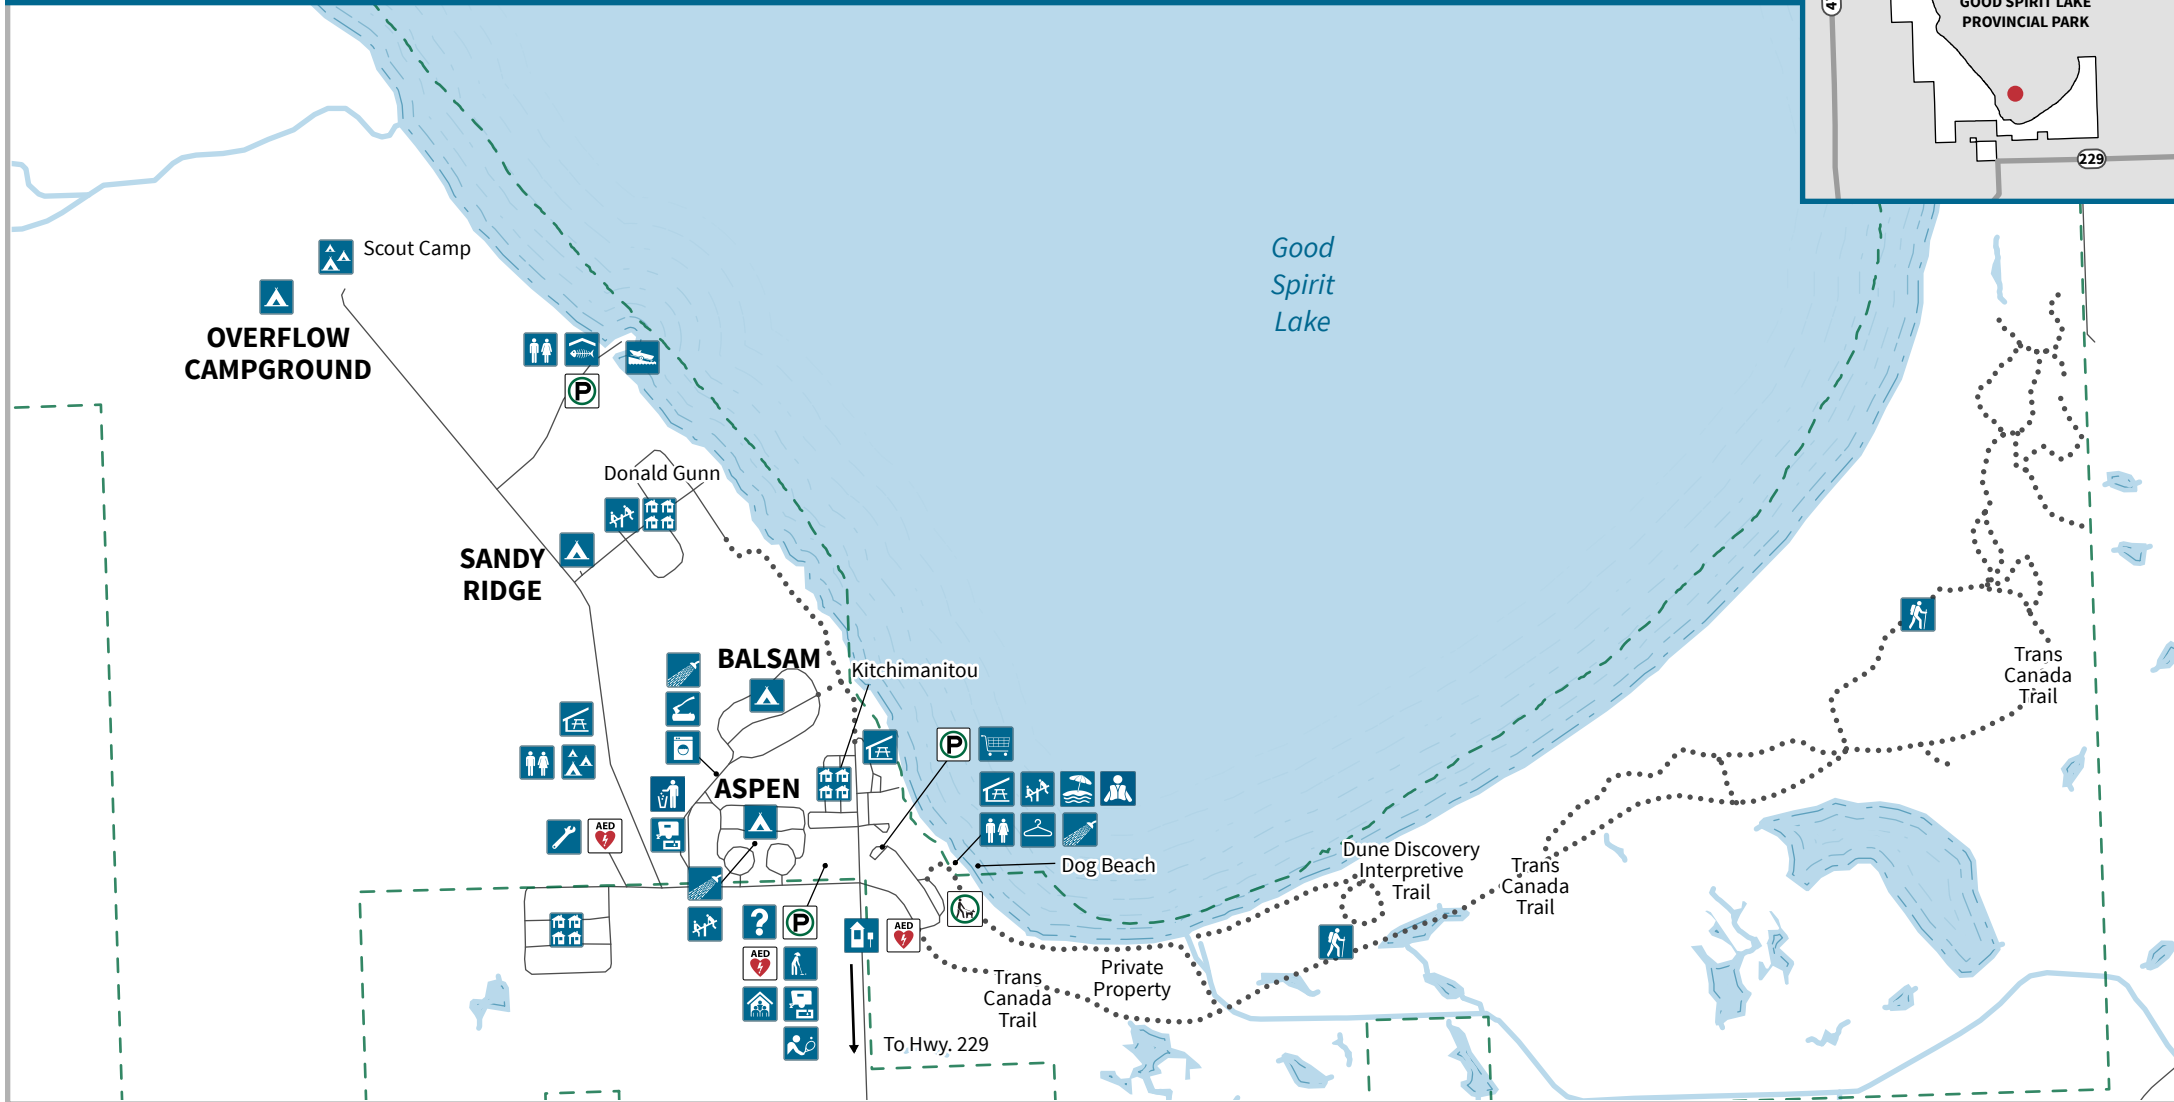 GOOD SPIRIT LAKE
PROVINCIAL PARK
229
Good
Spirit
Lake
Scout Camp
OVERFLOW
CAMPGROUND
P
Donald Gunn
SANDY
RIDGE
BALSAM
Kitchimanitou
P
ASPEN
AED
Dog Beach
Dune Discovery
Interpretive
Trail
Trans
Canada
Trail
Trans
Canada
Trail
?
P
AED
AED
Private
Property
Trans
Canada
Trail
To Hwy. 229